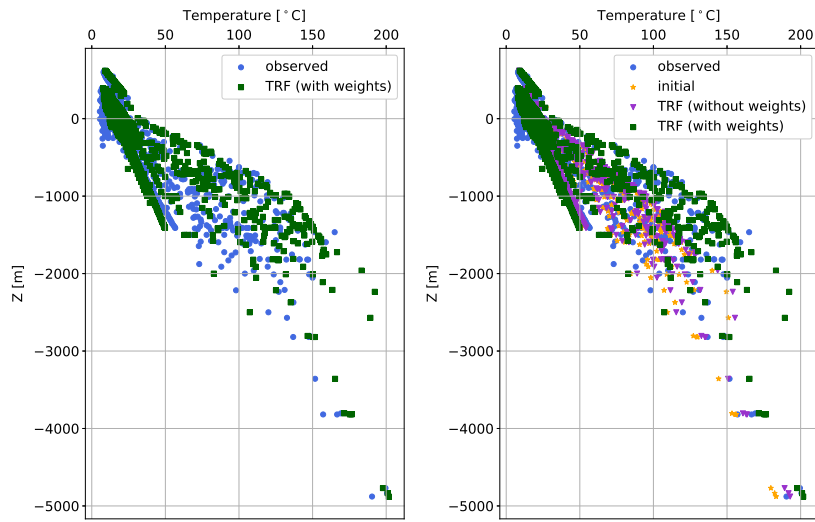 Temperature [°C]
0 50 100 150 200
observed
TRF (with weights)
0
−1000
−2000
−3000
−4000
−5000
Z [m]
Temperature [°C]
0 50 100 150 200
observed
initial
TRF (without weights)
TRF (with weights)
0
−1000
−2000
−3000
−4000
−5000
Z [m]